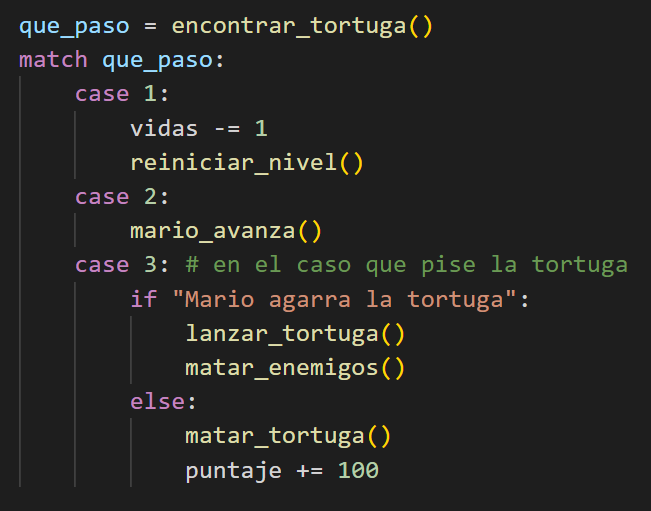 que_paso = encontrar_tortuga()
match que_paso:
    case 1:
        vidas -= 1
        reiniciar_nivel()
    case 2:
        mario_avanza()
    case 3: # en el caso que pise la tortuga
        if "Mario agarra la tortuga":
            lanzar_tortuga()
            matar_enemigos()
        else:
            matar_tortuga()
            puntaje += 100